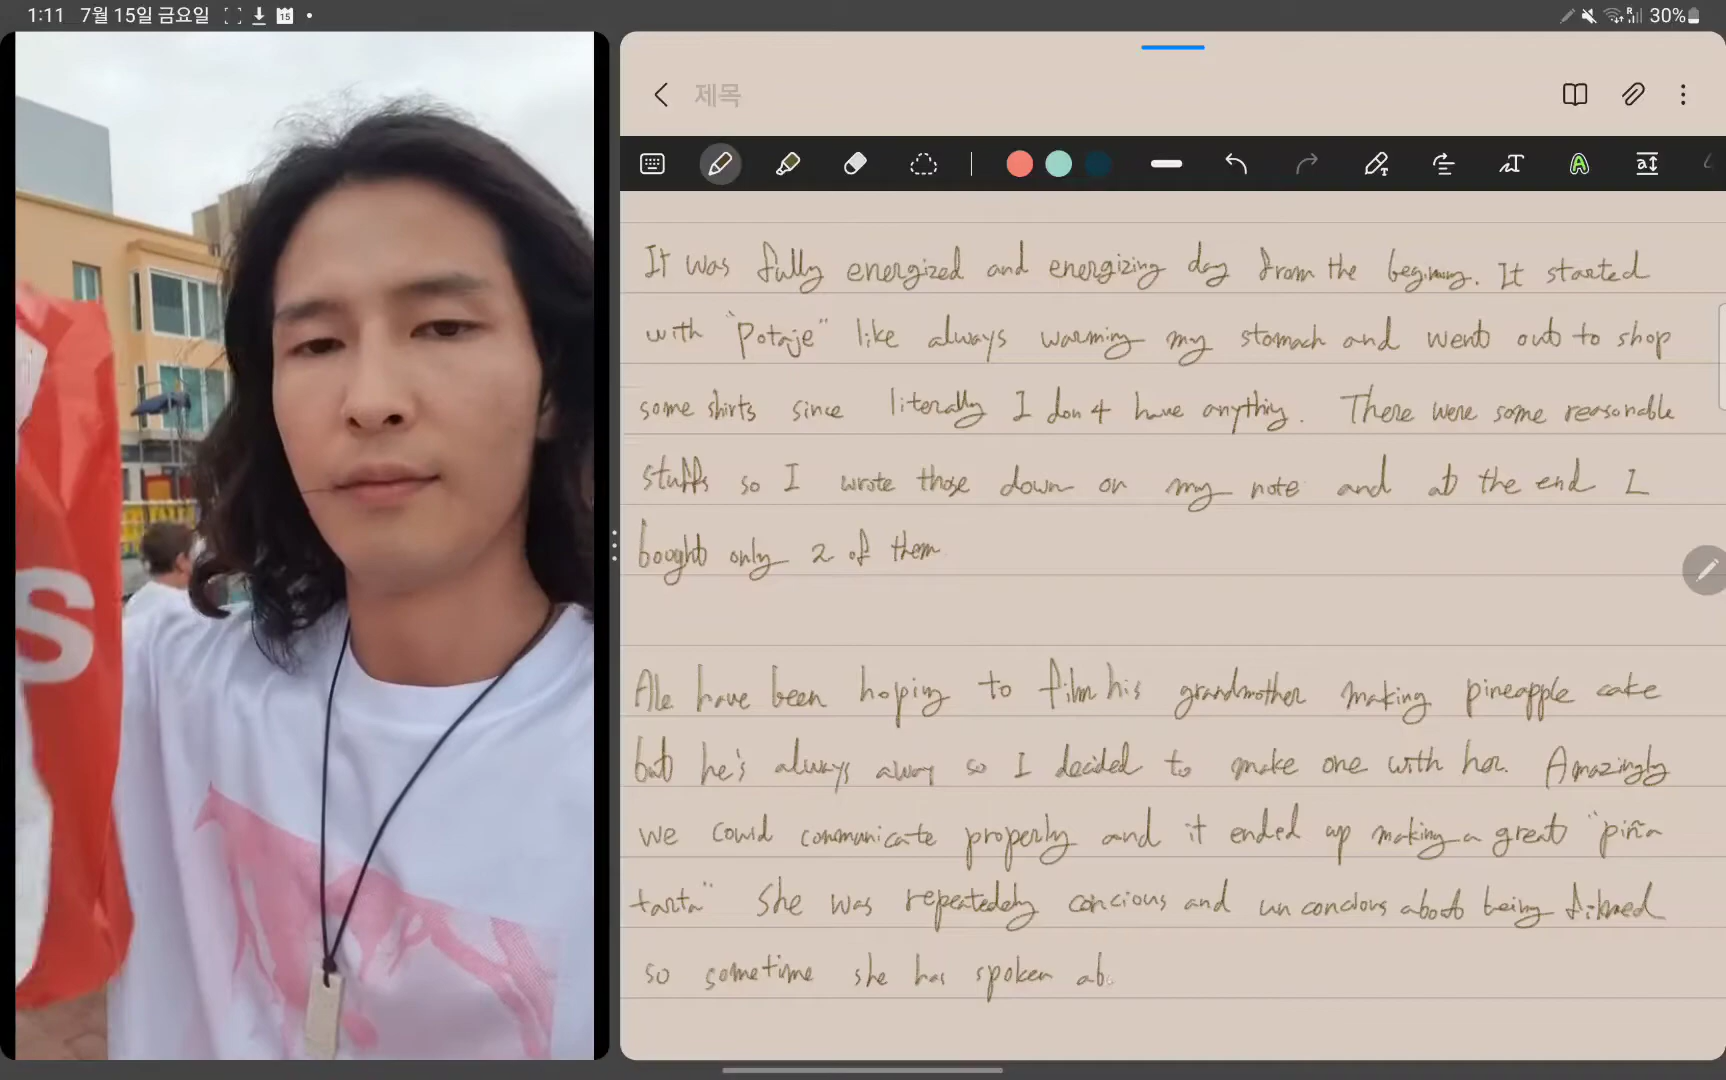 1:11 7월 15일 금요일 15
R 30%
제목
It was fully energized and energizing day from the begining. It started
with "Potaje" like always warming my stomach and went out to shop
some shirts since literally I don't have anything. There were some reasonable
stuffs so I wrote those down on my note and at the end I
bought only 2 of them
Ale have been hoping to film his grandmother making pineapple cake
but he's always away so I decided to make one with her. Amazingly
we could communicate properly and it ended up making a great "piña
tarta" She was repeatedely concious and unconcious about being filmed
so sometime she has spoken abo
S